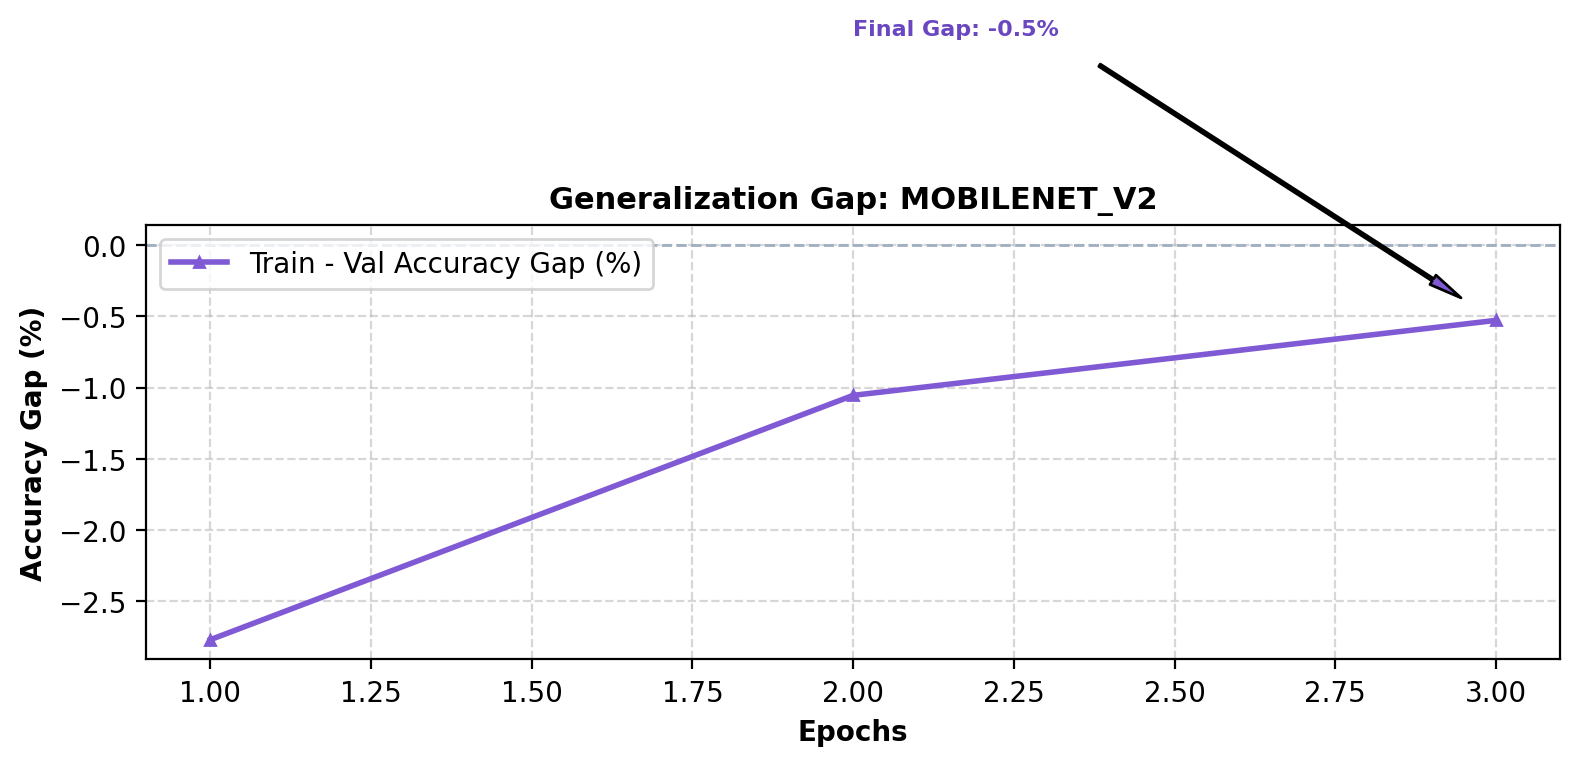 Final Gap: -0.5%
Generalization Gap: MOBILENET_V2
Train - Val Accuracy Gap (%)
Accuracy Gap (%)
0.0
−0.5
−1.0
−1.5
−2.0
−2.5
1.00 1.25 1.50 1.75 2.00 2.25 2.50 2.75 3.00
Epochs